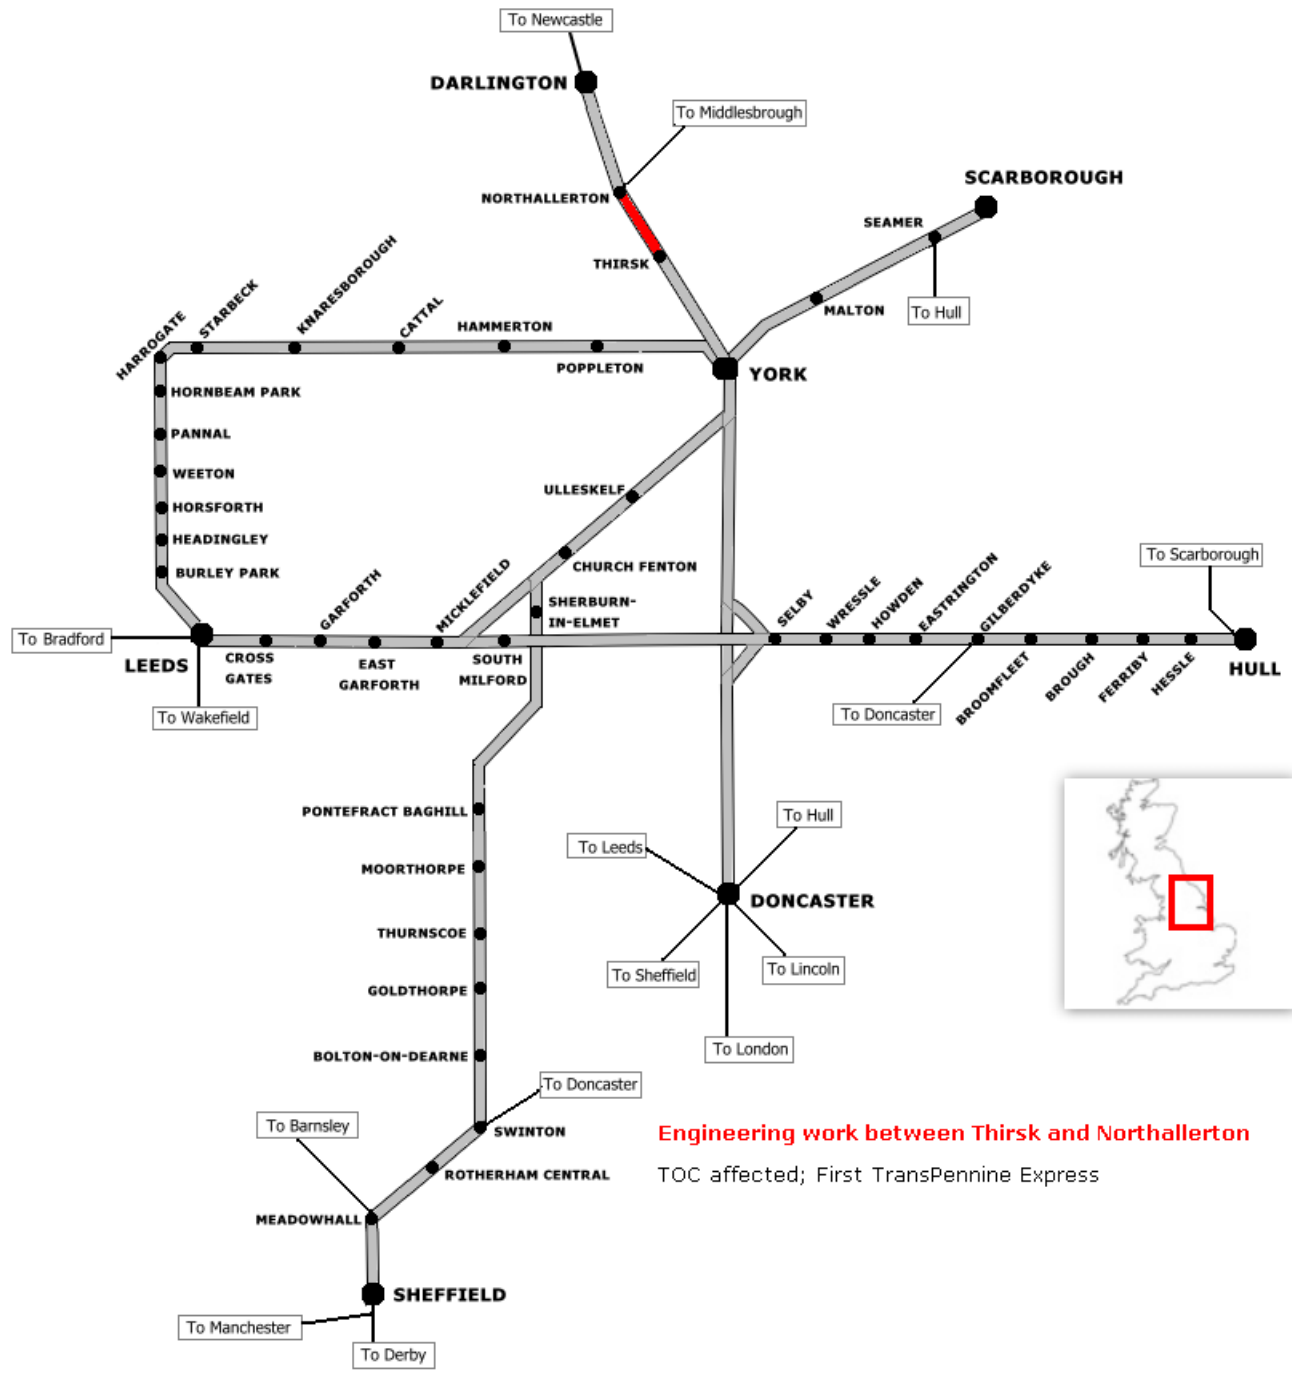 To Newcastle
DARLINGTON
To Middlesbrough
SCARBOROUGH
NORTHALLERTON
SEAMER
THIRSK
To Hull
MALTON
HARROGATE
STARBECK
KNARESBOROUGH
CATTAL
HAMMERTON
POPPLETON
YORK
HORNBEAM PARK
PANNAL
WEETON
HORSFORTH
HEADINGLEY
BURLEY PARK
ULLESKELF
CHURCH FENTON
SHERBURN-
IN-ELMET
To Bradford
LEEDS
To Wakefield
CROSS
GATES
GARFORTH
EAST
GARFORTH
MICKLEFIELD
SOUTH
MILFORD
SELBY
WRESSLE
HOWDEN
EASTRINGTON
GILBERDYKE
To Scarborough
To Doncaster
BROOMFLEET
BROUGH
FERRIBY
HESSLE
HULL
PONTEFRACT BAGHILL
MOORTHORPE
THURNSCOE
GOLDTHORPE
BOLTON-ON-DEARNE
To Hull
To Leeds
DONCASTER
To Sheffield
To Lincoln
To London
To Doncaster
To Barnsley
SWINTON
ROTHERHAM CENTRAL
MEADOWHALL
SHEFFIELD
To Manchester
To Derby
Engineering work between Thirsk and Northallerton
TOC affected; First TransPennine Express